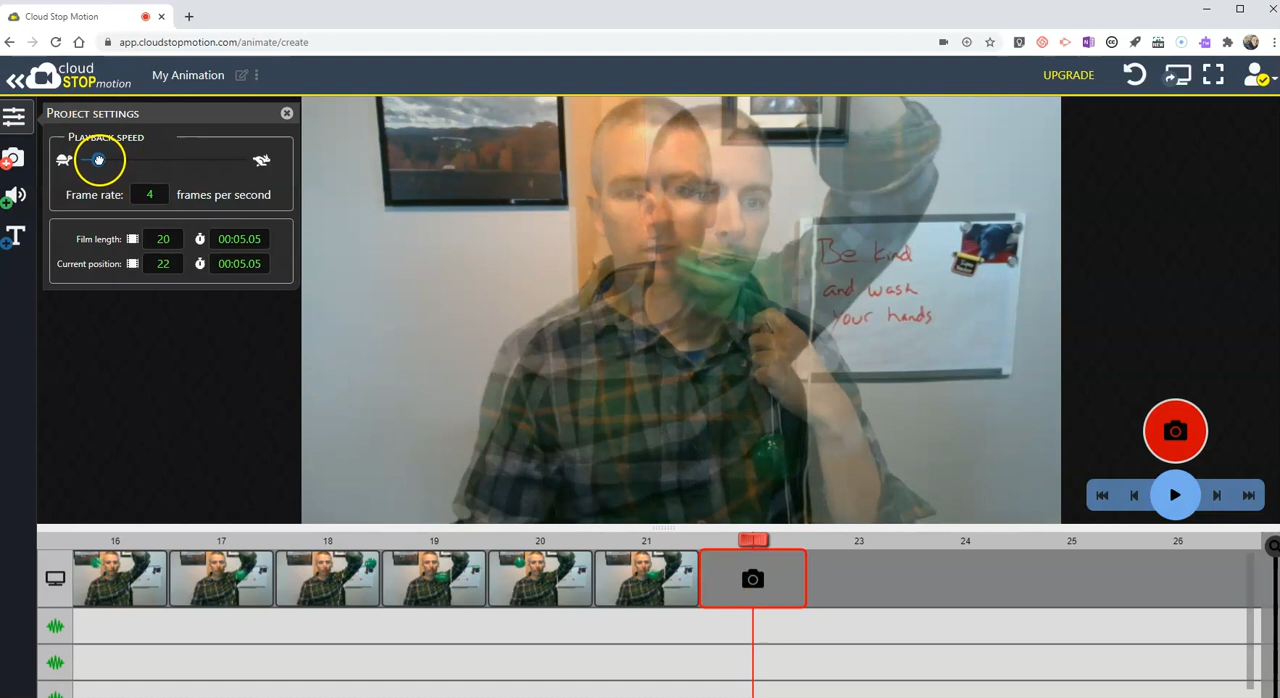 Cloud Stop Motion
app.cloudstopmotion.com/animate/create
cloud
STOPmotion
My Animation
UPGRADE
PROJECT SETTINGS
PLAYBACK SPEED
Frame rate: 4 frames per second
Film length: 20 00:05.05
Current position: 22 00:05.05
Be kind
and wash
your hands
16 17 18 19 20 21 23 24 25 26